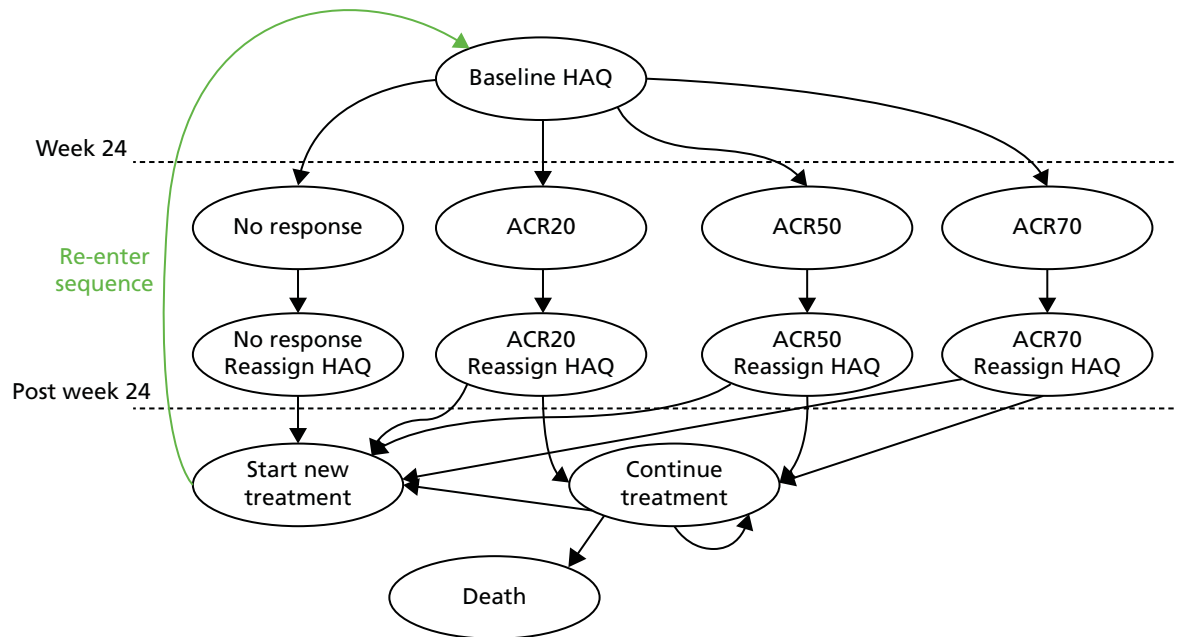 Baseline HAQ
Week 24
No response
ACR20
ACR50
ACR70
Re-enter
sequence
No response
Reassign HAQ
ACR20
Reassign HAQ
ACR50
Reassign HAQ
ACR70
Reassign HAQ
Post week 24
Start new
treatment
Continue
treatment
Death